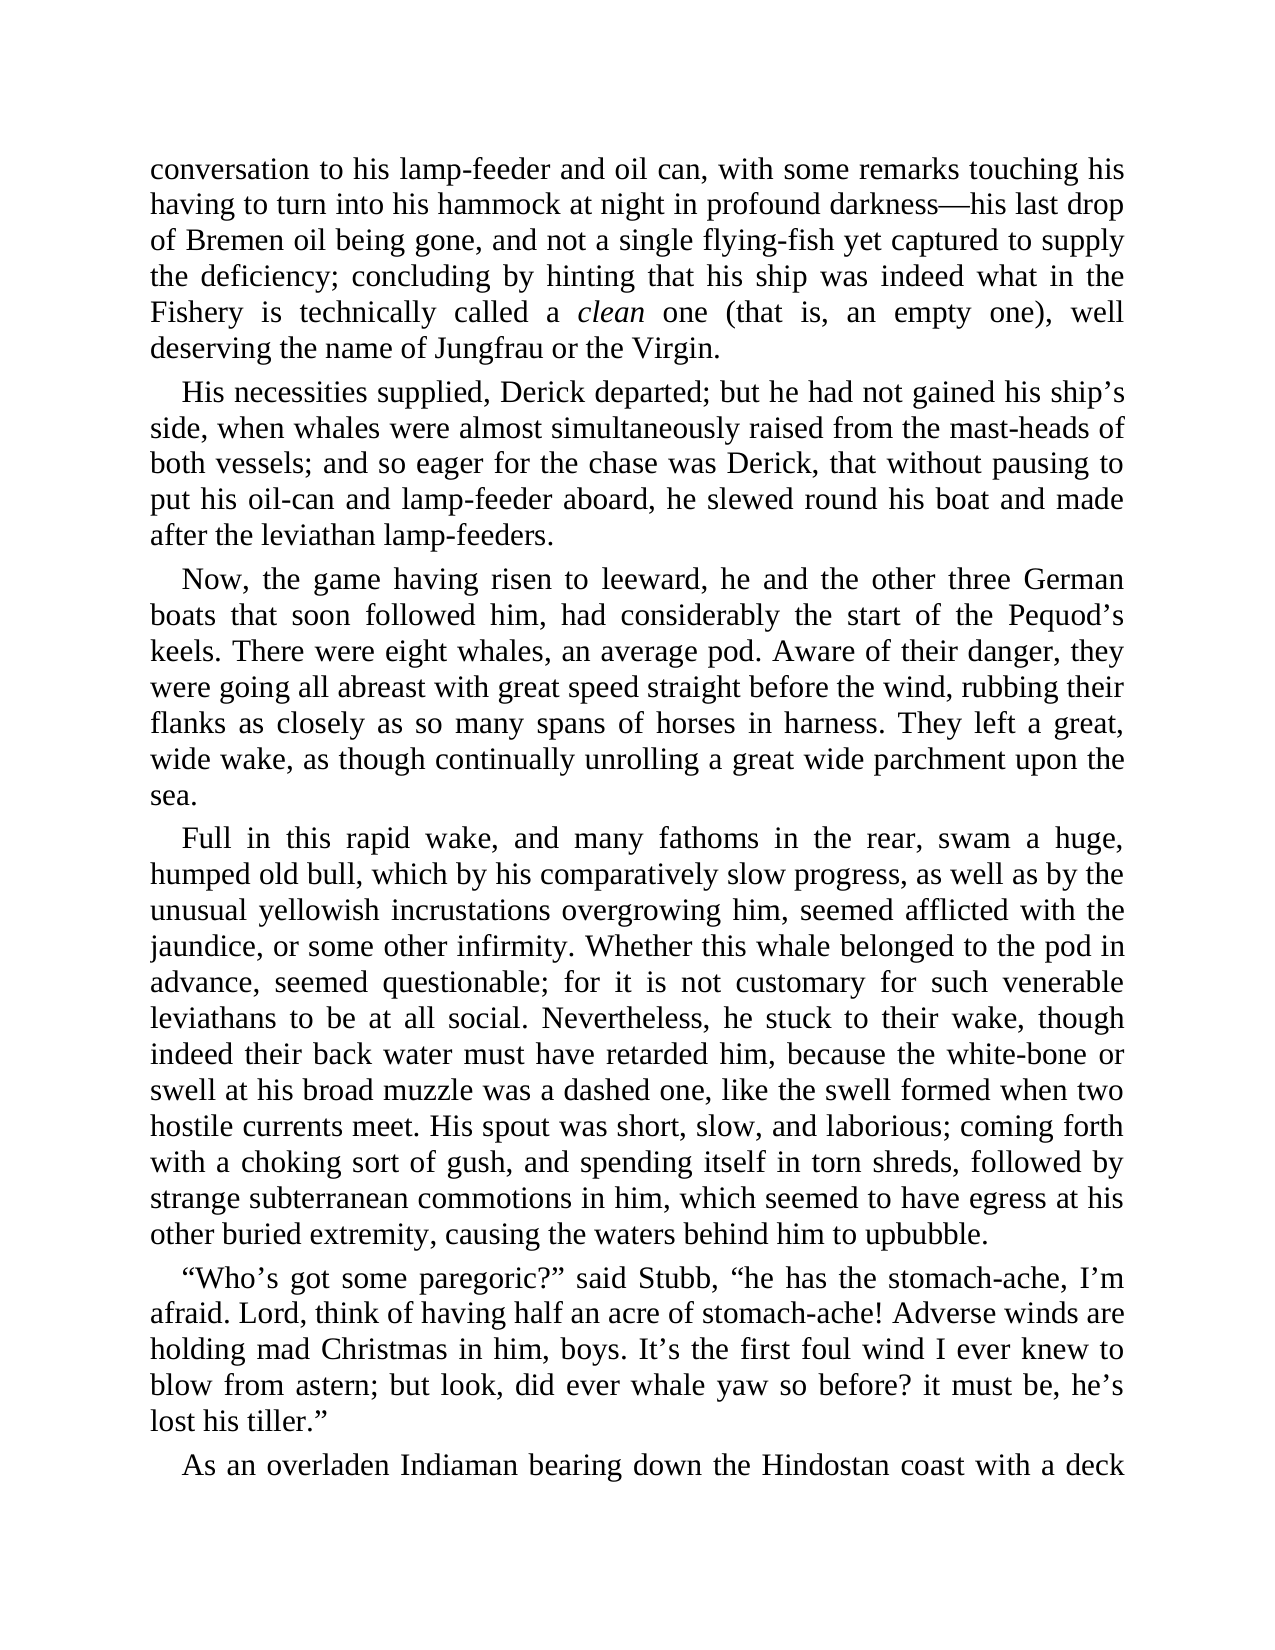 conversation to his lamp-feeder and oil can, with some remarks touching his
having to turn into his hammock at night in profound darkness—his last drop
of Bremen oil being gone, and not a single flying-fish yet captured to supply
the deficiency; concluding by hinting that his ship was indeed what in the
Fishery is technically called a clean one (that is, an empty one), well
deserving the name of Jungfrau or the Virgin.
His necessities supplied, Derick departed; but he had not gained his ship’s
side, when whales were almost simultaneously raised from the mast-heads of
both vessels; and so eager for the chase was Derick, that without pausing to
put his oil-can and lamp-feeder aboard, he slewed round his boat and made
after the leviathan lamp-feeders.
Now, the game having risen to leeward, he and the other three German
boats that soon followed him, had considerably the start of the Pequod’s
keels. There were eight whales, an average pod. Aware of their danger, they
were going all abreast with great speed straight before the wind, rubbing their
flanks as closely as so many spans of horses in harness. They left a great,
wide wake, as though continually unrolling a great wide parchment upon the
sea.
Full in this rapid wake, and many fathoms in the rear, swam a huge,
humped old bull, which by his comparatively slow progress, as well as by the
unusual yellowish incrustations overgrowing him, seemed afflicted with the
jaundice, or some other infirmity. Whether this whale belonged to the pod in
advance, seemed questionable; for it is not customary for such venerable
leviathans to be at all social. Nevertheless, he stuck to their wake, though
indeed their back water must have retarded him, because the white-bone or
swell at his broad muzzle was a dashed one, like the swell formed when two
hostile currents meet. His spout was short, slow, and laborious; coming forth
with a choking sort of gush, and spending itself in torn shreds, followed by
strange subterranean commotions in him, which seemed to have egress at his
other buried extremity, causing the waters behind him to upbubble.
“Who’s got some paregoric?” said Stubb, “he has the stomach-ache, I’m
afraid. Lord, think of having half an acre of stomach-ache! Adverse winds are
holding mad Christmas in him, boys. It’s the first foul wind I ever knew to
blow from astern; but look, did ever whale yaw so before? it must be, he’s
lost his tiller.”
As an overladen Indiaman bearing down the Hindostan coast with a deck